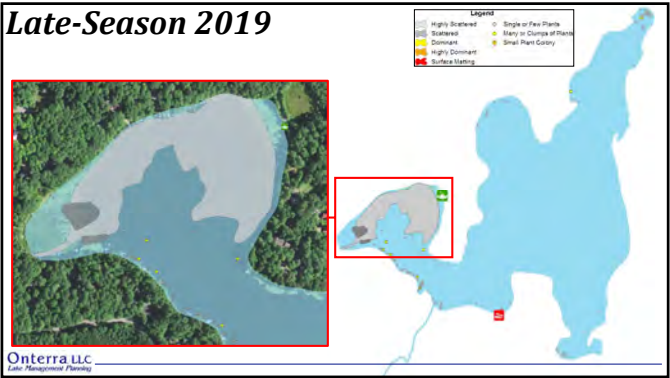 Late-Season 2019
Legend
Highly Scattered
Scattered
Dominant
Highly Dominant
Surface Matting
Single or Few Plants
Many or Clumps of Plants
Small Plant Colony
Onterra LLC
Lake Management Planning